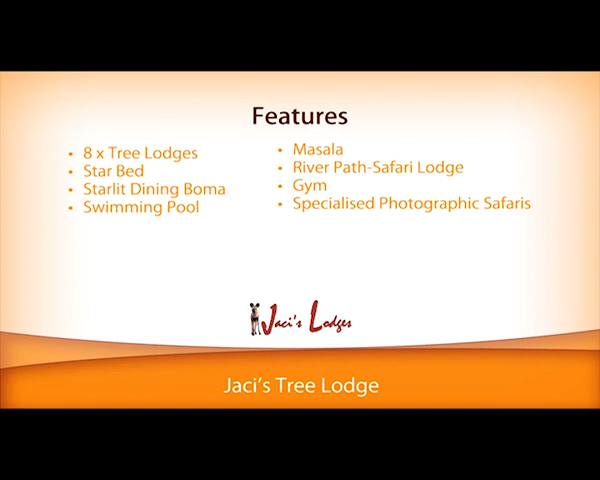 Features
• 8 x Tree Lodges
• Star Bed
• Starlit Dining Boma
• Swimming Pool
• Masala
• River Path-Safari Lodge
• Gym
• Specialised Photographic Safaris
Jaci's Lodges
Jaci's Tree Lodge